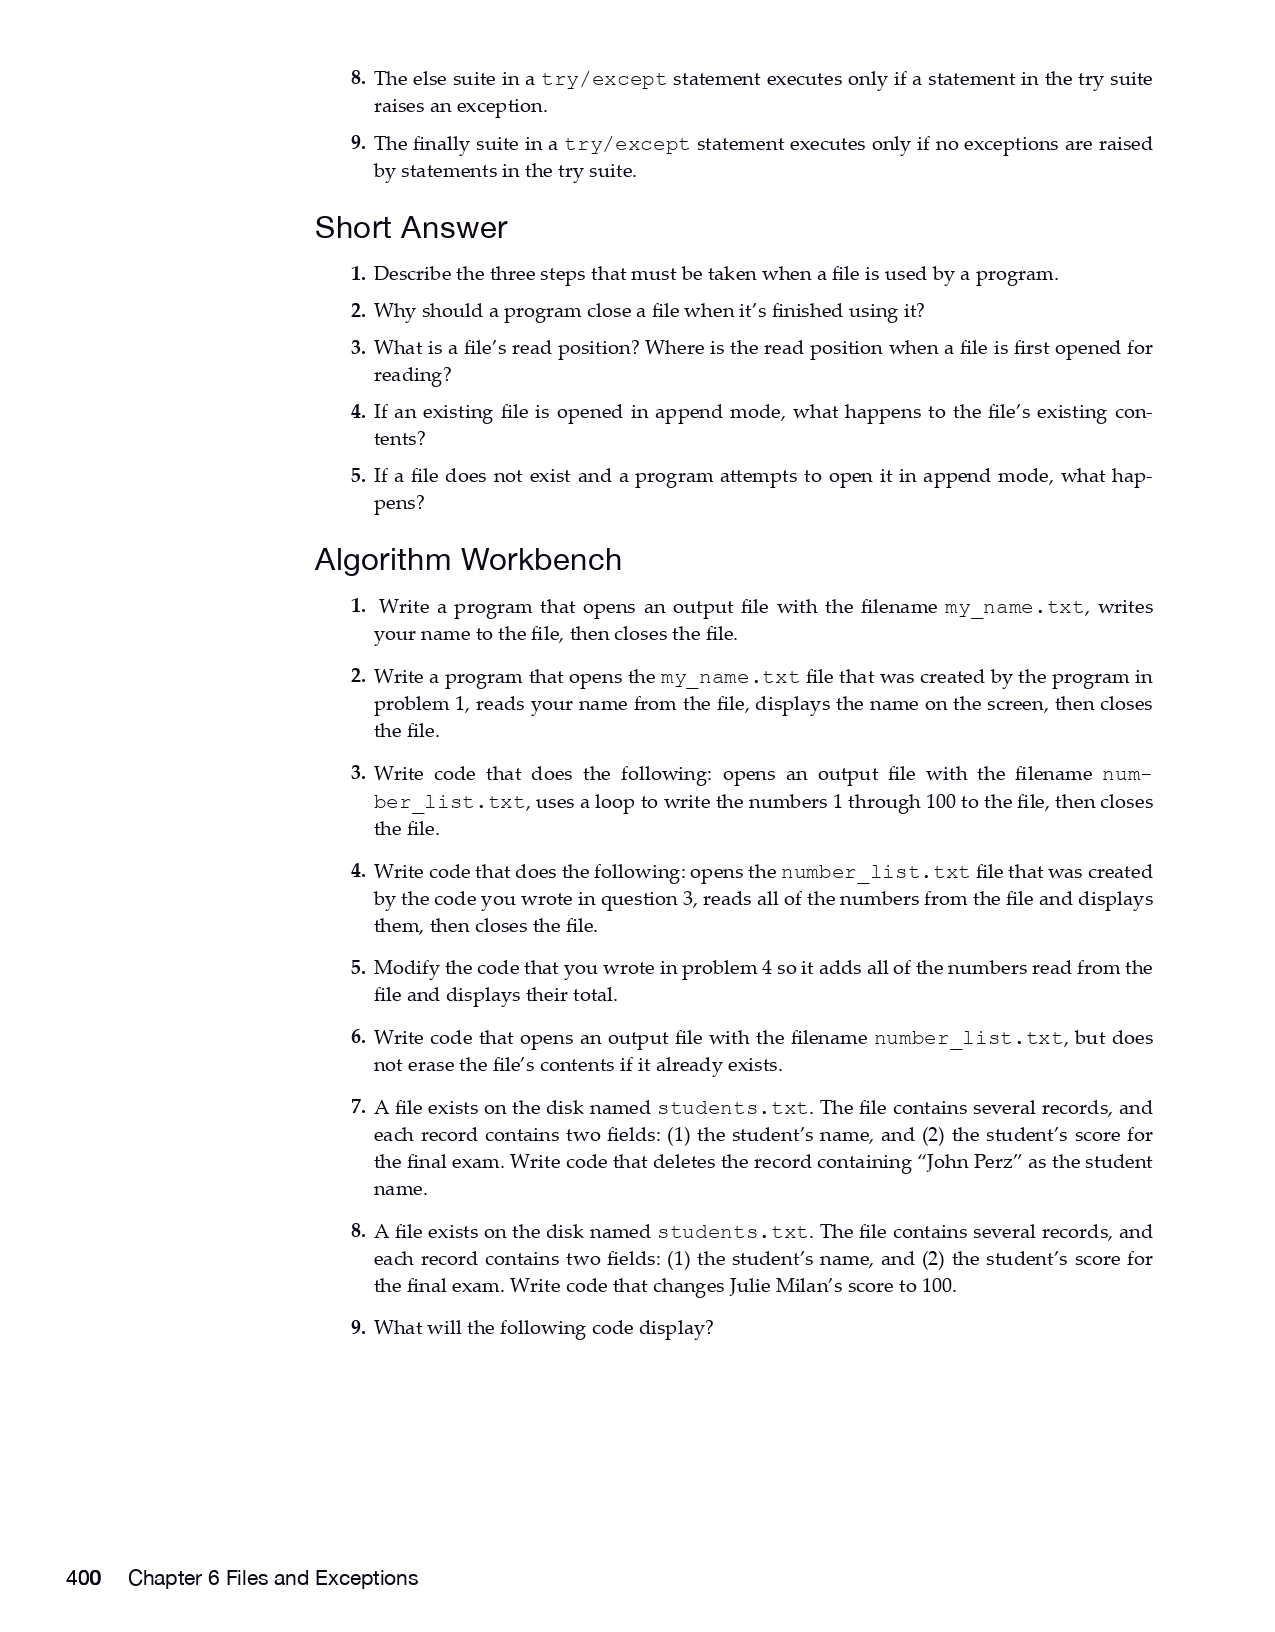 8. The else suite in a try/except statement executes only if a statement in the try suite
raises an exception.
9. The finally suite in a try/except statement executes only if no exceptions are raised
by statements in the try suite.
Short Answer
1. Describe the three steps that must be taken when a file is used by a program.
2. Why should a program close a file when it’s finished using it?
3. What is a file’s read position? Where is the read position when a file is first opened for
reading?
4. If an existing file is opened in append mode, what happens to the file’s existing con-
tents?
5. If a file does not exist and a program attempts to open it in append mode, what hap-
pens?
Algorithm Workbench
1. Write a program that opens an output file with the filename my_name.txt, writes
your name to the file, then closes the file.
2. Write a program that opens the my_name.txt file that was created by the program in
problem 1, reads your name from the file, displays the name on the screen, then closes
the file.
3. Write code that does the following: opens an output file with the filename num-
ber_list.txt, uses a loop to write the numbers 1 through 100 to the file, then closes
the file.
4. Write code that does the following: opens the number_list.txt file that was created
by the code you wrote in question 3, reads all of the numbers from the file and displays
them, then closes the file.
5. Modify the code that you wrote in problem 4 so it adds all of the numbers read from the
file and displays their total.
6. Write code that opens an output file with the filename number_list.txt, but does
not erase the file’s contents if it already exists.
7. A file exists on the disk named students.txt. The file contains several records, and
each record contains two fields: (1) the student’s name, and (2) the student’s score for
the final exam. Write code that deletes the record containing “John Perz” as the student
name.
8. A file exists on the disk named students.txt. The file contains several records, and
each record contains two fields: (1) the student’s name, and (2) the student’s score for
the final exam. Write code that changes Julie Milan’s score to 100.
9. What will the following code display?
400 Chapter 6 Files and Exceptions